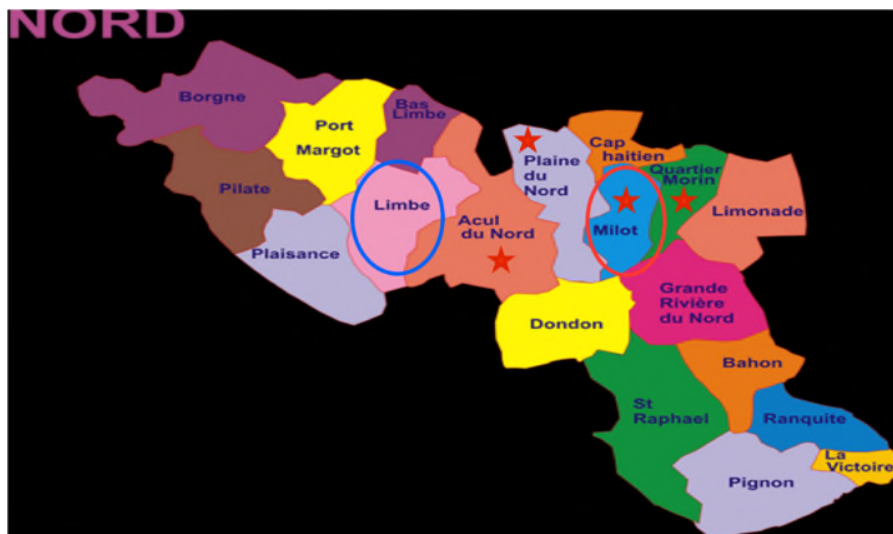 NORD
Borgne
Port
Margot
Bas
Limbe
Pilate
Limbe
Plaisance
Acul
du Nord
Plaine
du
Nord
Cap
haitien
Quartier
Morin
Milot
Limonade
Grande
Rivière
du Nord
Dondon
Bahon
St
Raphael
Ranquite
La
Victoire
Pignon